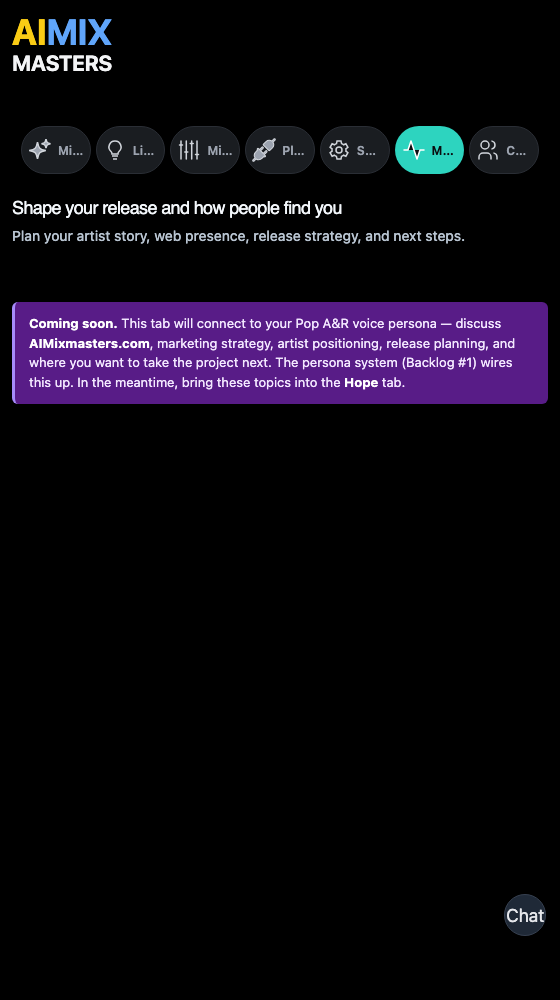 AIMIX
MASTERS
Mi...
Li...
Mi...
Pl...
S...
M...
C...
Shape your release and how people find you
Plan your artist story, web presence, release strategy, and next steps.
Coming soon. This tab will connect to your Pop A&R voice persona — discuss
AIMixmasters.com, marketing strategy, artist positioning, release planning, and
where you want to take the project next. The persona system (Backlog #1) wires
this up. In the meantime, bring these topics into the Hope tab.
Chat